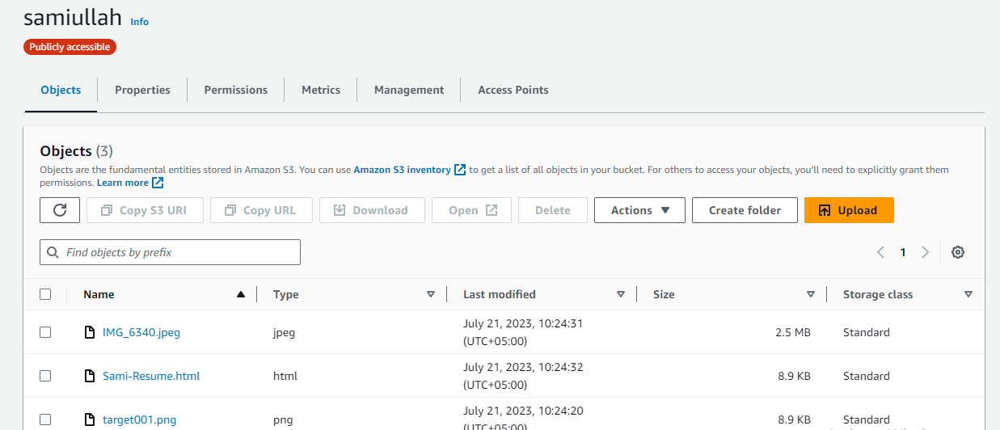 samiullah Info
Publicly accessible
Objects Properties Permissions Metrics Management Access Points
Objects (3)
Objects are the fundamental entities stored in Amazon S3. You can use Amazon S3 inventory to get a list of all objects in your bucket. For others to access your objects, you'll need to explicitly grant them
permissions. Learn more
Copy S3 URI Copy URL Download Open Delete Actions Create folder Upload
Find objects by prefix 1
Name Type Last modified Size Storage class
July 21, 2023, 10:24:31
IMG_6340.jpeg jpeg 2.5 MB Standard
(UTC+05:00)
July 21, 2023, 10:24:32
Sami-Resume.html html 8.9 KB Standard
(UTC+05:00)
July 21, 2023, 10:24:20
target001.png png 8.9 KB Standard
(UTC+05:00)